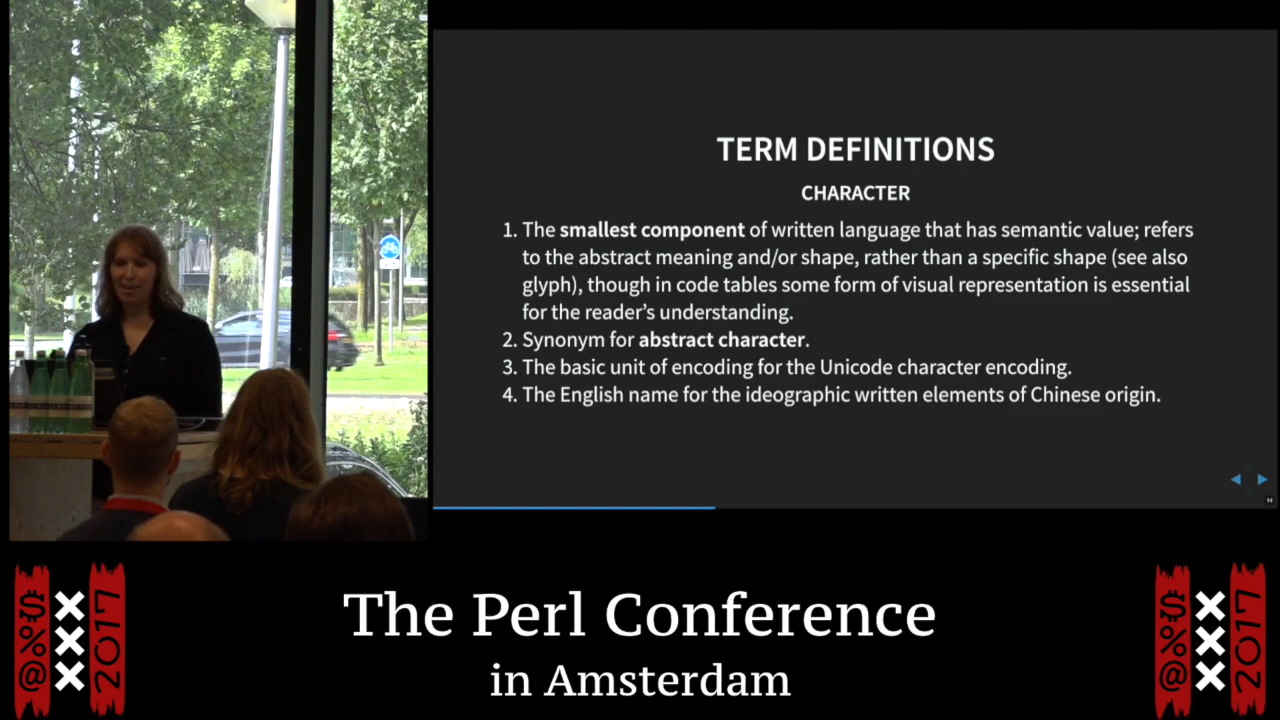 TERM DEFINITIONS
CHARACTER
1. The smallest component of written language that has semantic value; refers
to the abstract meaning and/or shape, rather than a specific shape (see also
glyph), though in code tables some form of visual representation is essential
for the reader’s understanding.
2. Synonym for abstract character.
3. The basic unit of encoding for the Unicode character encoding.
4. The English name for the ideographic written elements of Chinese origin.
The Perl Conference
in Amsterdam
@%$ XXX 2017
@%$ XXX 2017